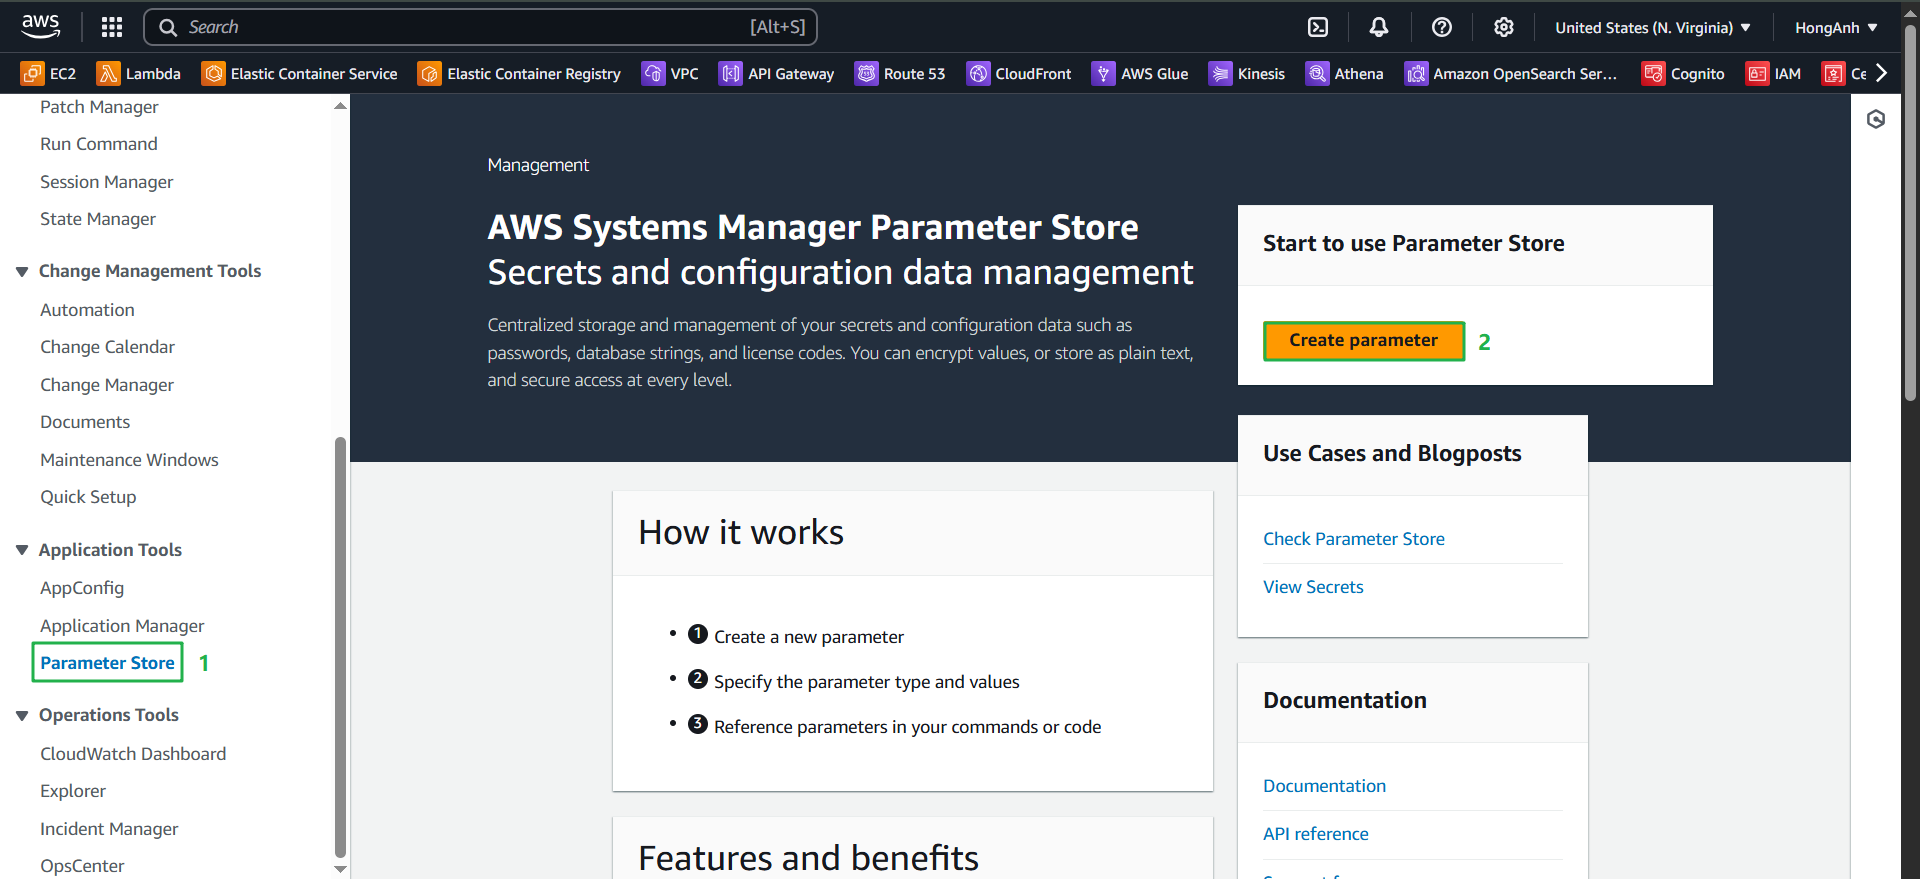 aws
Search [Alt+S]
United States (N. Virginia)
HongAnh
EC2
Lambda
Elastic Container Service
Elastic Container Registry
VPC
API Gateway
Route 53
CloudFront
AWS Glue
Kinesis
Athena
Amazon OpenSearch Ser...
Cognito
IAM
Ce
Patch Manager
Run Command
Session Manager
State Manager
Change Management Tools
Automation
Change Calendar
Change Manager
Documents
Maintenance Windows
Quick Setup
Application Tools
AppConfig
Application Manager
Parameter Store 1
Operations Tools
CloudWatch Dashboard
Explorer
Incident Manager
OpsCenter
Management
AWS Systems Manager Parameter Store
Secrets and configuration data management
Centralized storage and management of your secrets and configuration data such as
passwords, database strings, and license codes. You can encrypt values, or store as plain text,
and secure access at every level.
Start to use Parameter Store
Create parameter 2
How it works
1 Create a new parameter
2 Specify the parameter type and values
3 Reference parameters in your commands or code
Features and benefits
Use Cases and Blogposts
Check Parameter Store
View Secrets
Documentation
Documentation
API reference